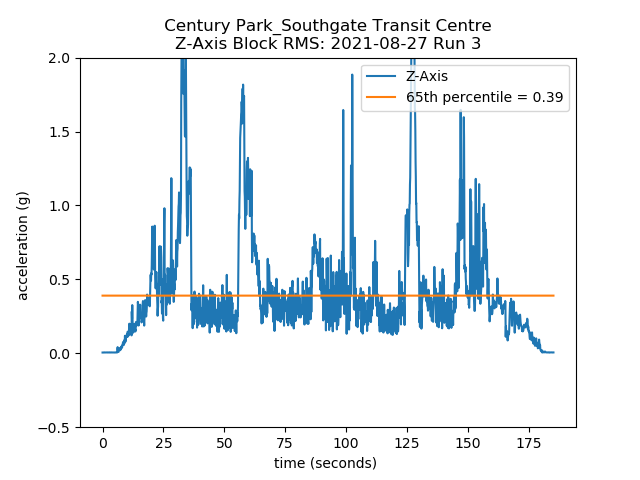 Century Park_Southgate Transit Centre
Z-Axis Block RMS: 2021-08-27 Run 3
Z-Axis
65th percentile = 0.39
acceleration (g)
2.0
1.5
1.0
0.5
0.0
−0.5
0 25 50 75 100 125 150 175
time (seconds)